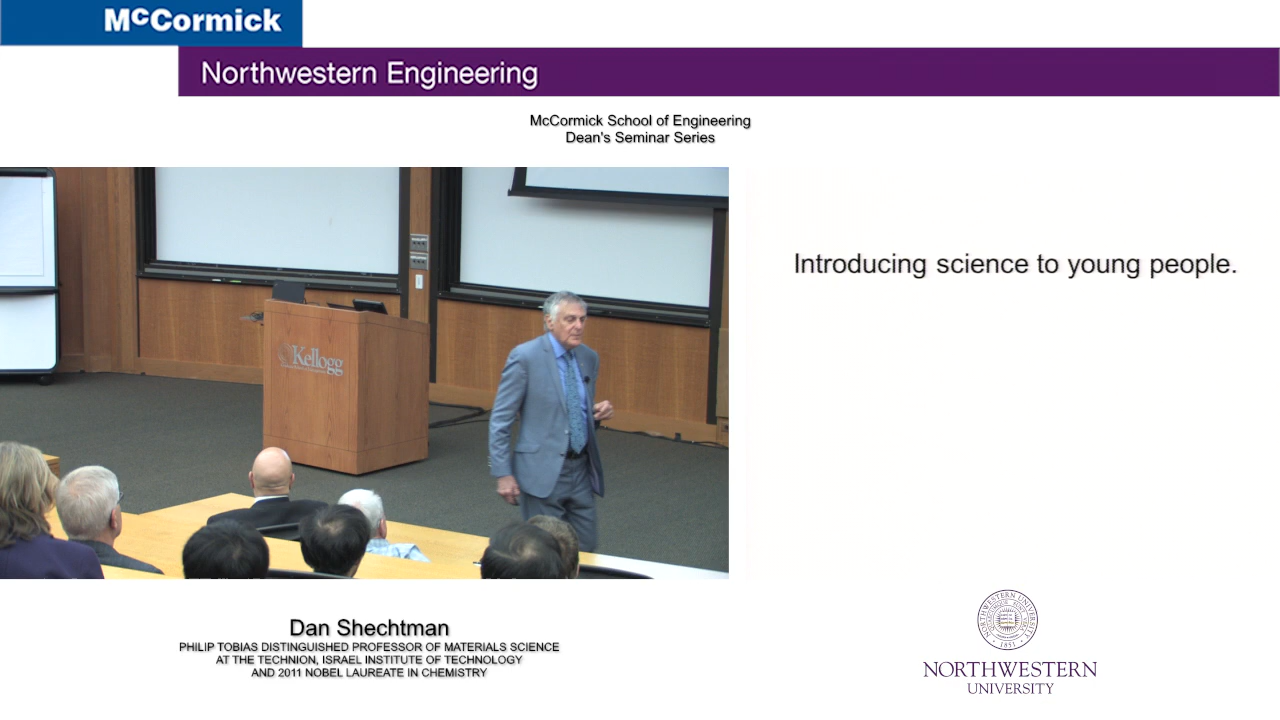 McCormick
Northwestern Engineering
McCormick School of Engineering
Dean's Seminar Series
Kellogg
Introducing science to young people.
Dan Shechtman
PHILIP TOBIAS DISTINGUISHED PROFESSOR OF MATERIALS SCIENCE
AT THE TECHNION, ISRAEL INSTITUTE OF TECHNOLOGY
AND 2011 NOBEL LAUREATE IN CHEMISTRY
1851
NORTHWESTERN
UNIVERSITY